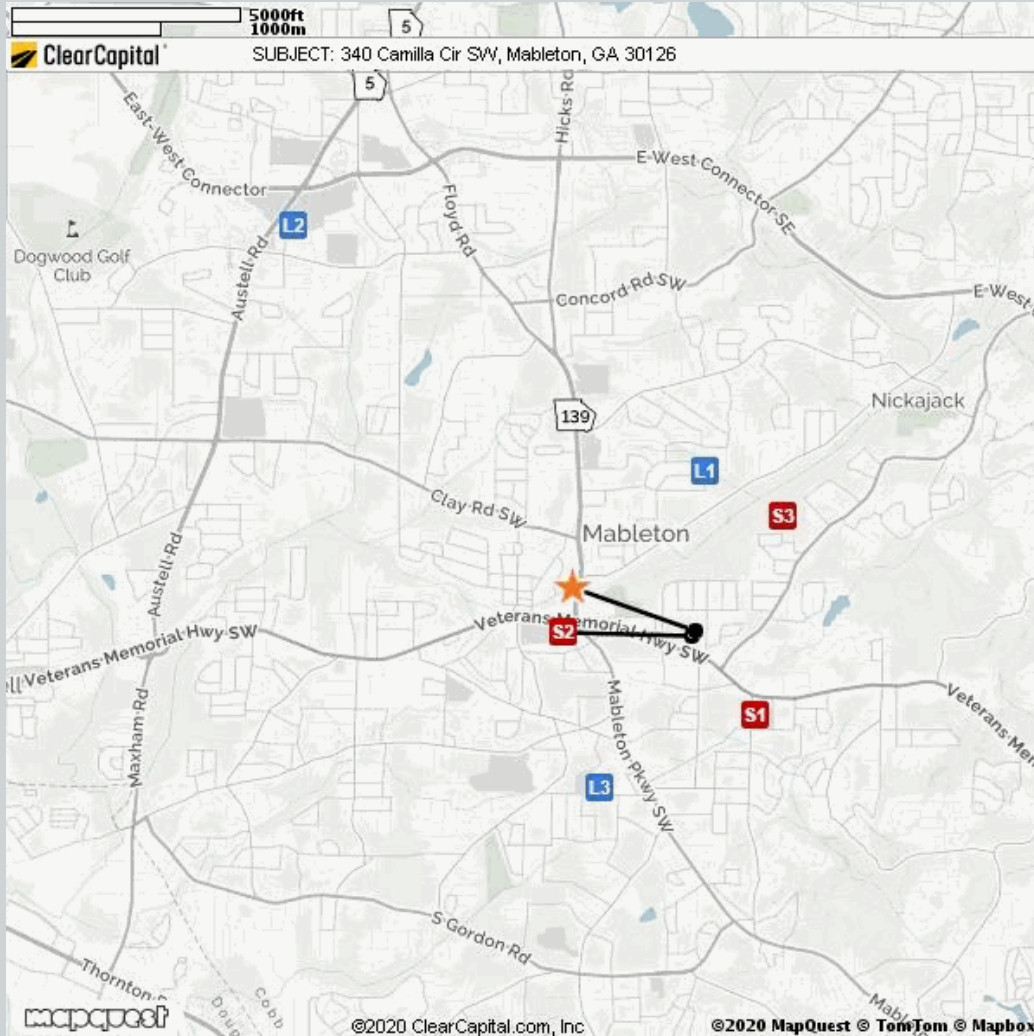 5000ft
1000m
5
ClearCapital
SUBJECT: 340 Camilla Cir SW, Mableton, GA 30126
5
East-West Connector
Hicks Rd
E West Connector SE
L2
Floyd Rd
Dogwood Golf
Club
Austell Rd
Concord Rd SW
E West
Nickajack
139
L1
Clay Rd SW
S3
Mableton
Austell Rd
Veterans Memorial Hwy SW
S2
Veterans Memorial Hwy SW
S1
Maxham Rd
Mableton Pkwy SW
L3
S Gordon Rd
Thornton
Cobb
Doug
mapquest
©2020 ClearCapital.com, Inc
©2020 MapQuest © TomTom © Mapbox